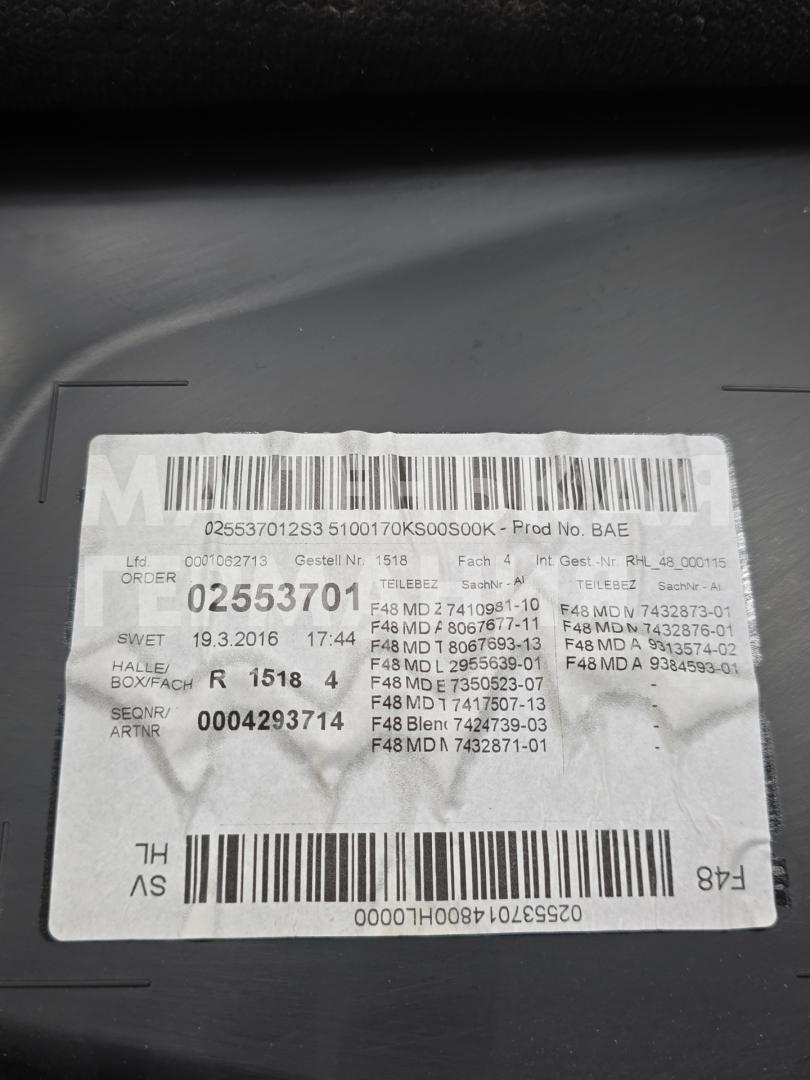 МАЛЕНЬКАЯ
ГЕРМАНИЯ
025537012S3 5100170KS00S00K - Prod No. BAE
Lfd. 0001062713 Gestell Nr. 1518 Fach 4 Int. Gest.-Nr. RHL_48_000115
ORDER 02553701
TEILEBEZ SachNr - AI TEILEBEZ SachNr - AI
F48 MD 7410981-10 F48 MD 7432873-01
F48 MD A 8067677-11 F48 MD 7432876-01
SWET 19.3.2016 17:44
F48 MD T 8067693-13 F48 MD A 9313574-02
F48 MD L 2955639-01 F48 MD A 9384593-01
HALLE/
BOX/FACH R 1518 4
F48 MD E 7350523-07 -
F48 MD 7417507-13 -
SEQNR/
ARTNR 0004293714
F48 Blen 7424739-03 -
F48 MD 7432871-01 -
SV
HL
F48
025537014800HL0000